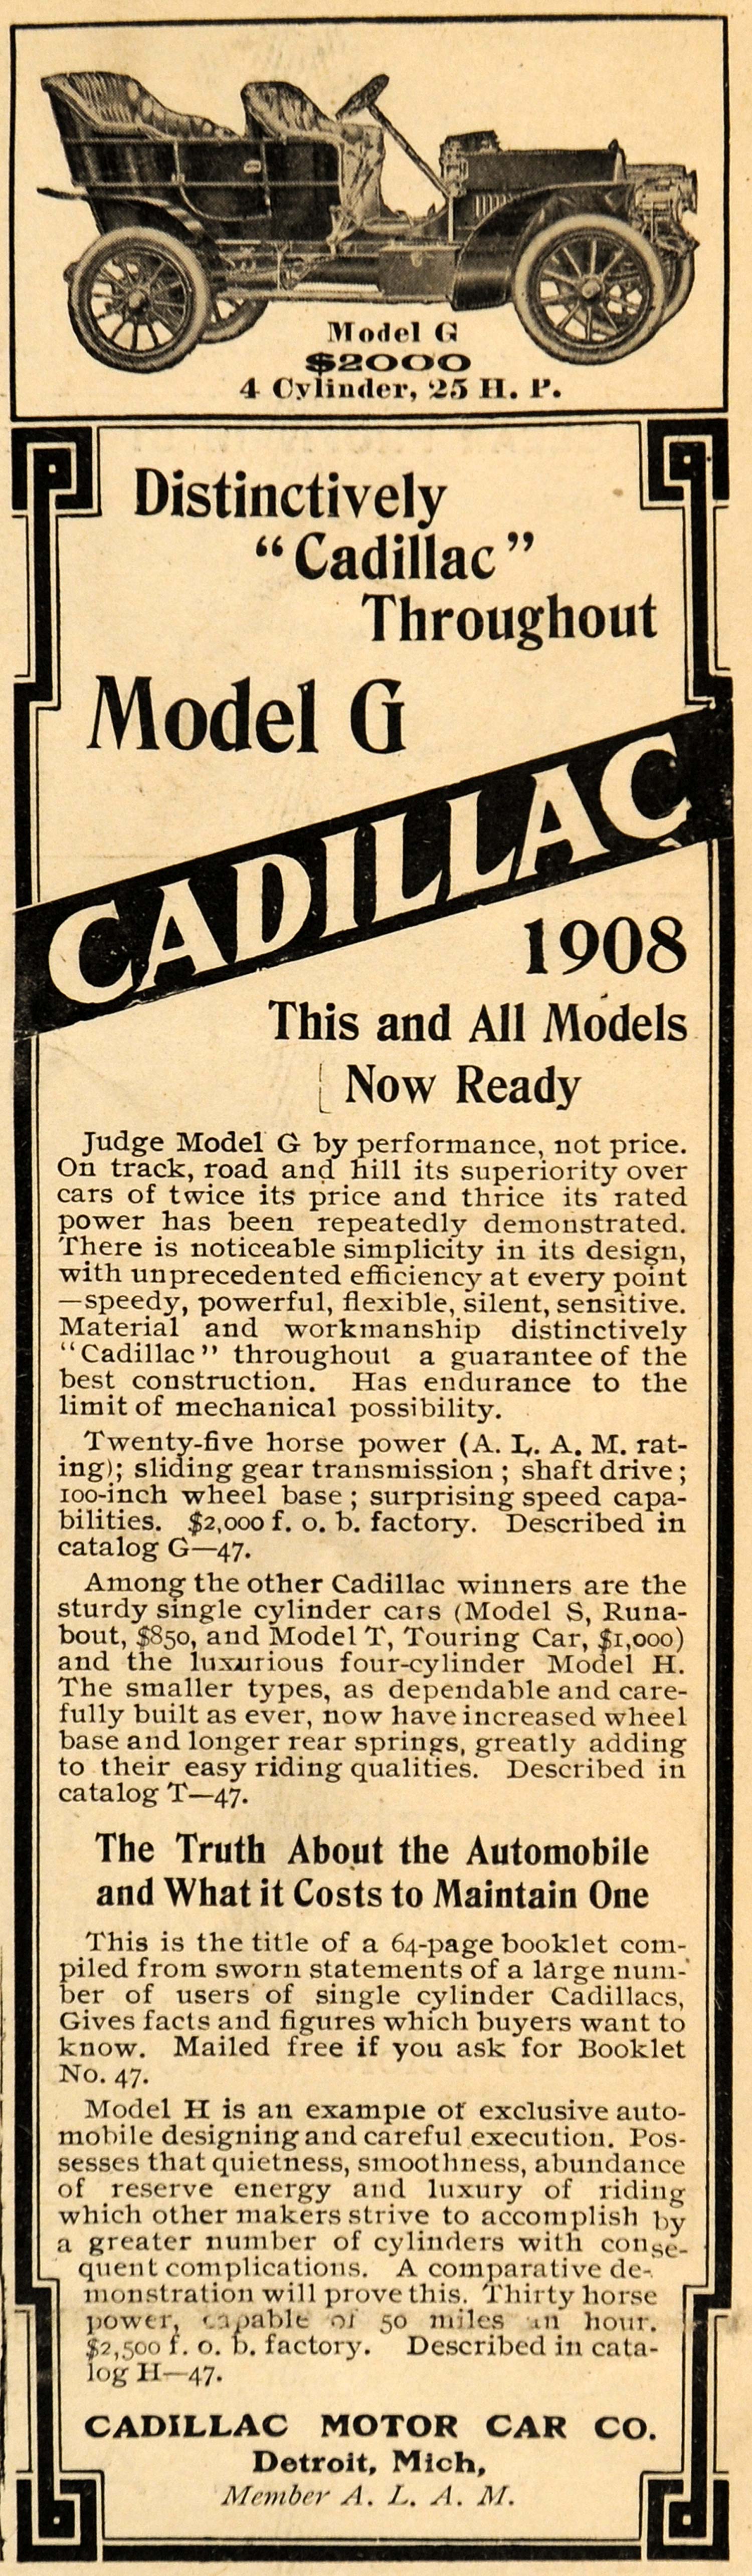 Model G
$2000
4 Cylinder, 25 H. P.
Distinctively
"Cadillac"
Throughout
Model G
CADILLAC
1908
This and All Models
Now Ready
Judge Model G by performance, not price.
On track, road and hill its superiority over
cars of twice its price and thrice its rated
power has been repeatedly demonstrated.
There is noticeable simplicity in its design,
with unprecedented efficiency at every point
—speedy, powerful, flexible, silent, sensitive.
Material and workmanship distinctively
"Cadillac" throughout a guarantee of the
best construction. Has endurance to the
limit of mechanical possibility.
Twenty-five horse power (A. L. A. M. rat-
ing); sliding gear transmission; shaft drive;
100-inch wheel base; surprising speed capa-
bilities. $2,000 f. o. b. factory. Described in
catalog G—47.
Among the other Cadillac winners are the
sturdy single cylinder cars (Model S, Runa-
bout, $850, and Model T, Touring Car, $1,000)
and the luxurious four-cylinder Model H.
The smaller types, as dependable and care-
fully built as ever, now have increased wheel
base and longer rear springs, greatly adding
to their easy riding qualities. Described in
catalog T—47.
The Truth About the Automobile
and What it Costs to Maintain One
This is the title of a 64-page booklet com-
piled from sworn statements of a large num-
ber of users of single cylinder Cadillacs,
Gives facts and figures which buyers want to
know. Mailed free if you ask for Booklet
No. 47.
Model H is an example of exclusive auto-
mobile designing and careful execution. Pos-
sesses that quietness, smoothness, abundance
of reserve energy and luxury of riding
which other makers strive to accomplish by
a greater number of cylinders with conse-
quent complications. A comparative de-
monstration will prove this. Thirty horse
power, capable of 50 miles an hour.
$2,500 f. o. b. factory. Described in cata-
log H—47.
CADILLAC MOTOR CAR CO.
Detroit, Mich,
Member A. L. A. M.